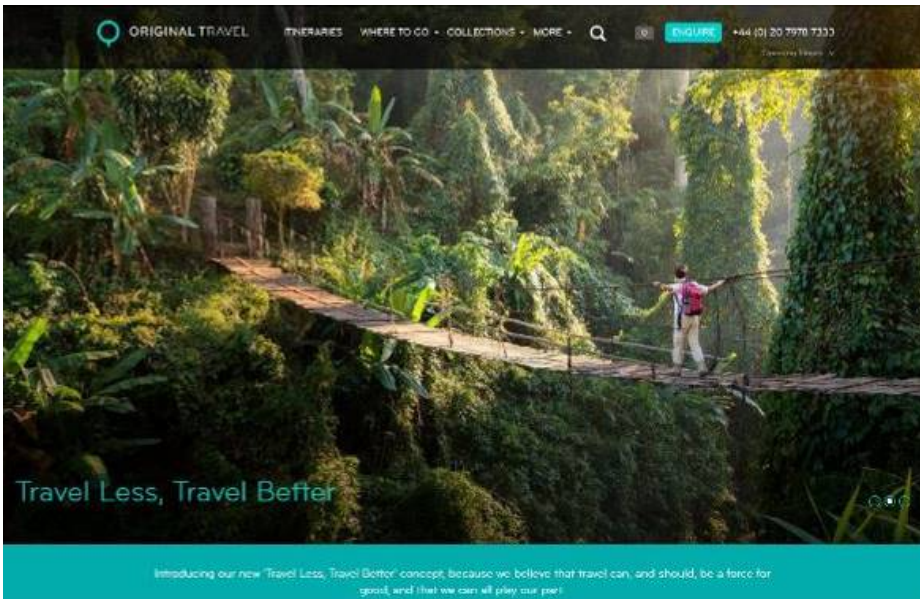 ORIGINAL TRAVEL
ITINERARIES WHERE TO GO COLLECTIONS MORE 0 ENQUIRE +44 (0) 20 7978 7333
Travel Less, Travel Better
Introducing our new 'Travel Less, Travel Better' concept, because we believe that travel can, and should, be a force for
good, and that we can all play our part